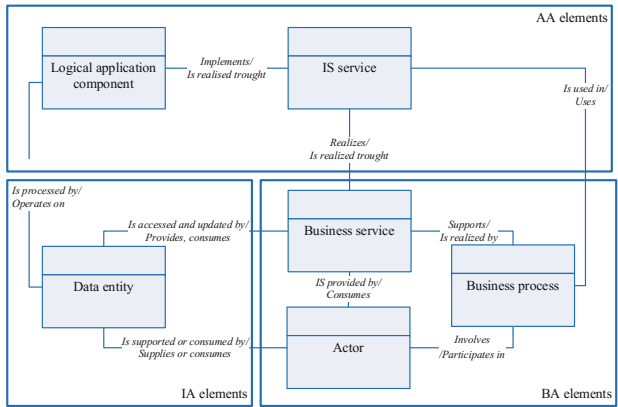 AA elements
Logical application
component
Implements/
Is realised trought
IS service
Is used in/
Uses
Realizes/
Is realized trought
Is processed by/
Operates on
Is accessed and updated by/
Provides, consumes
Business service
Supports/
Is realized by
Data entity
IS provided by/
Consumes
Business process
Is supported or consumed by/
Supplies or consumes
Actor
Involves
/Participates in
IA elements
BA elements